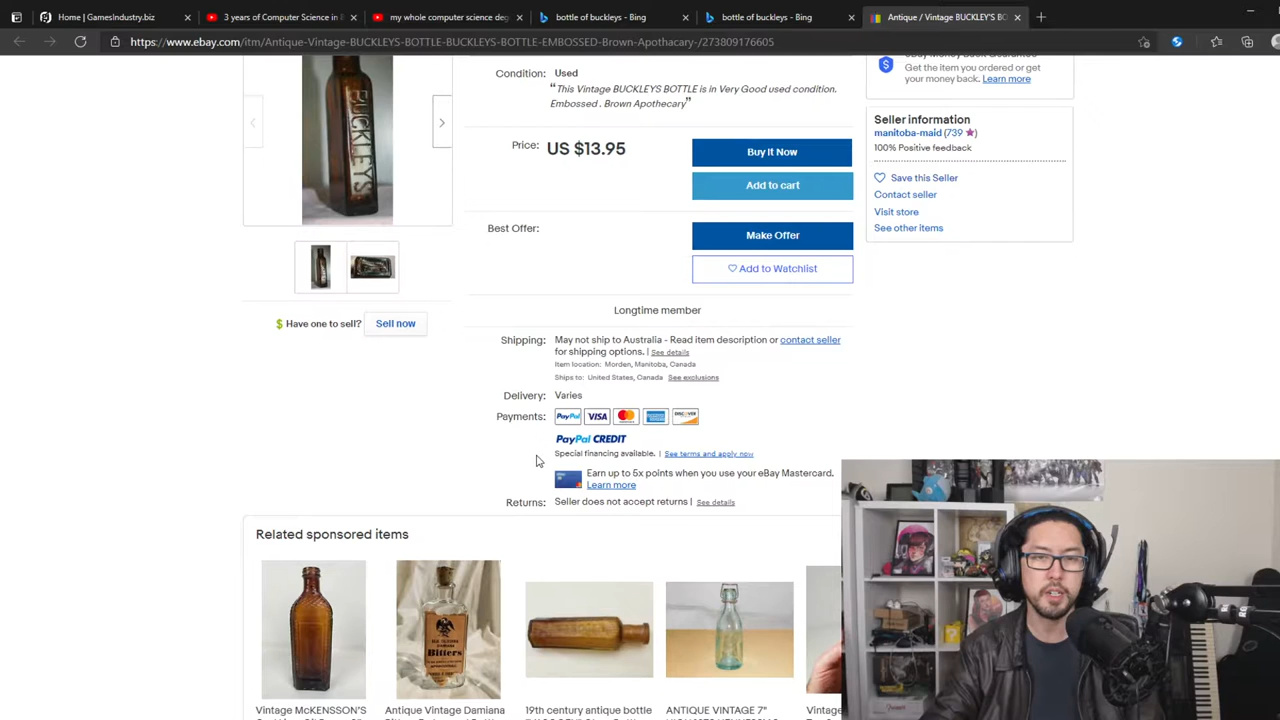 Home | GamesIndustry.biz
3 years of Computer Science in 8
my whole computer science deg
bottle of buckleys - Bing
bottle of buckleys - Bing
Antique / Vintage BUCKLEY'S BO
https://www.ebay.com/itm/Antique-Vintage-BUCKLEYS-BOTTLE-BUCKLEYS-BOTTLE-EMBOSSED-Brown-Apothecary-/273809176605
BUCKLEYS
Condition: Used
“This Vintage BUCKLEYS BOTTLE is in Very Good used condition.
Embossed . Brown Apothecary”
Price: US $13.95
Buy It Now
Add to cart
Best Offer:
Make Offer
Add to Watchlist
Longtime member
Have one to sell? Sell now
Shipping: May not ship to Australia - Read item description or contact seller
for shipping options. | See details
Item location: Morden, Manitoba, Canada
Ships to: United States, Canada See exclusions
Delivery: Varies
Payments: PayPal VISA DISCOVER
PayPal CREDIT
Special financing available. | See terms and apply now
Earn up to 5x points when you use your eBay Mastercard.
Learn more
Returns: Seller does not accept returns | See details
Get the item you ordered or get
your money back. Learn more
Seller information
manitoba-maid (739 ★)
100% Positive feedback
Save this Seller
Contact seller
Visit store
See other items
Related sponsored items
Bitters
Vintage McKENSSON'S
Antique Vintage Damiana
19th century antique bottle
ANTIQUE VINTAGE 7"
Vintag